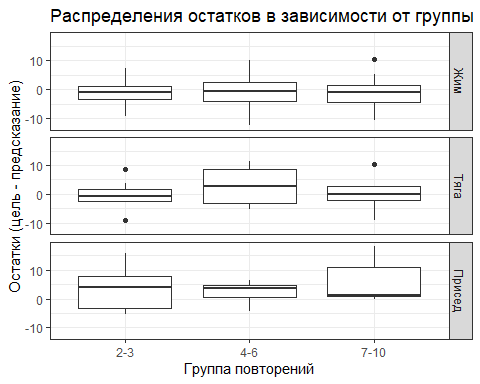 Распределения остатков в зависимости от группы
Остатки (цель - предсказание)
10
0
-10
Жим
10
0
-10
Тяга
10
0
-10
Присед
2-3
4-6
7-10
Группа повторений